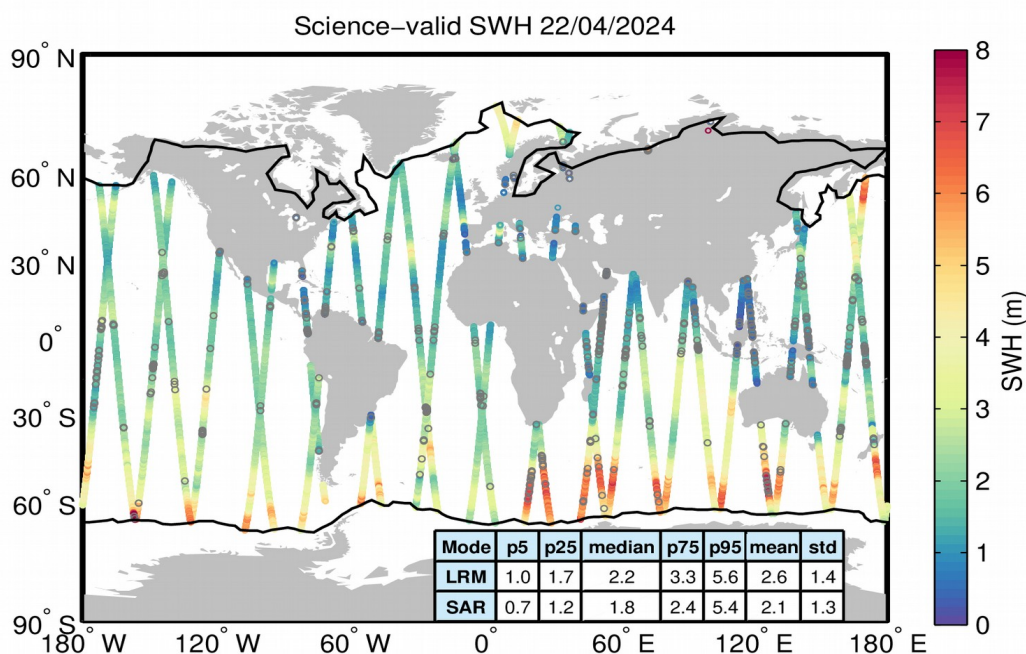 Science–valid SWH 22/04/2024
90° N
60° N
30° N
0°
30° S
60° S
90° S
180° W
120° W
60° W
0°
60° E
120° E
180° E
8
7
6
5
4
3
2
1
0
SWH (m)
Mode p5 p25 median p75 p95 mean std
LRM 1.0 1.7 2.2 3.3 5.6 2.6 1.4
SAR 0.7 1.2 1.8 2.4 5.4 2.1 1.3